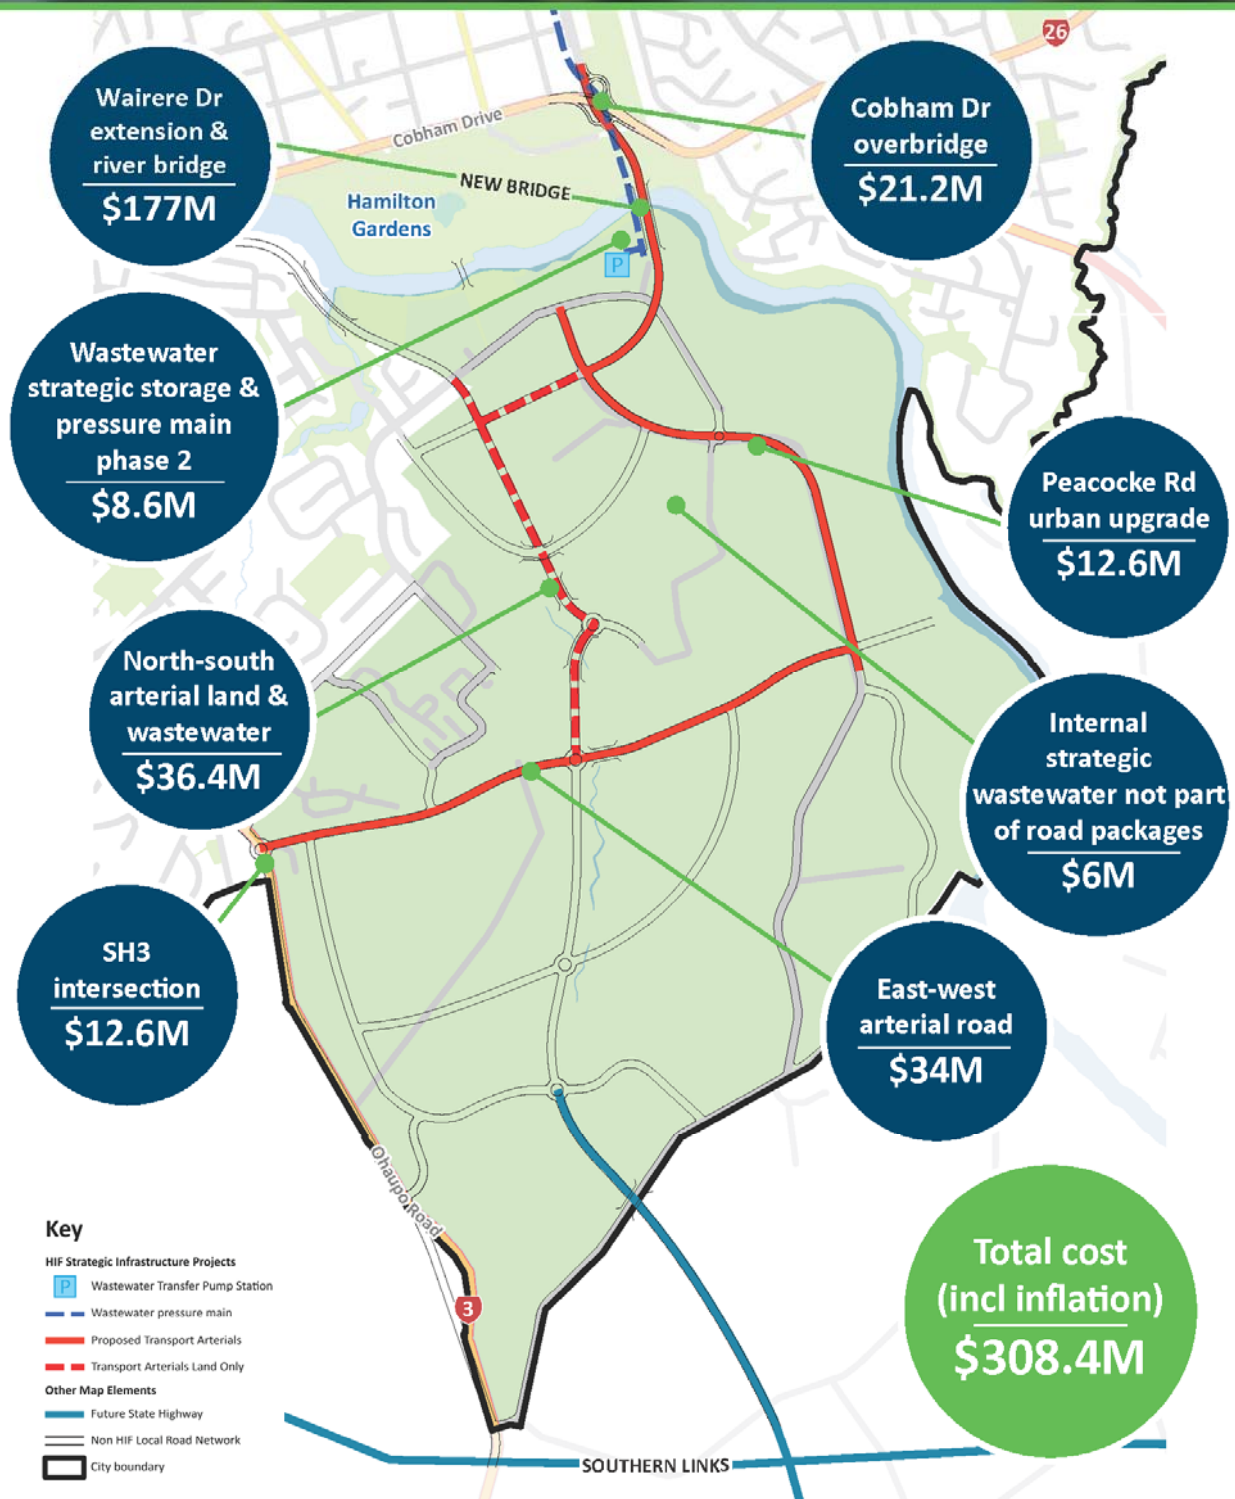 26
Wairere Dr
extension &
river bridge
$177M
Cobham Dr
overbridge
$21.2M
Cobham Drive
NEW BRIDGE
Hamilton
Gardens
P
Wastewater
strategic storage &
pressure main
phase 2
$8.6M
Peacocke Rd
urban upgrade
$12.6M
North-south
arterial land &
wastewater
$36.4M
Internal
strategic
wastewater not part
of road packages
$6M
SH3
intersection
$12.6M
East-west
arterial road
$34M
Ohaupo Road
3
Total cost
(incl inflation)
$308.4M
Key
HIF Strategic Infrastructure Projects
P Wastewater Transfer Pump Station
Wastewater pressure main
Proposed Transport Arterials
Transport Arterials Land Only
Other Map Elements
Future State Highway
Non HIF Local Road Network
City boundary
SOUTHERN LINKS